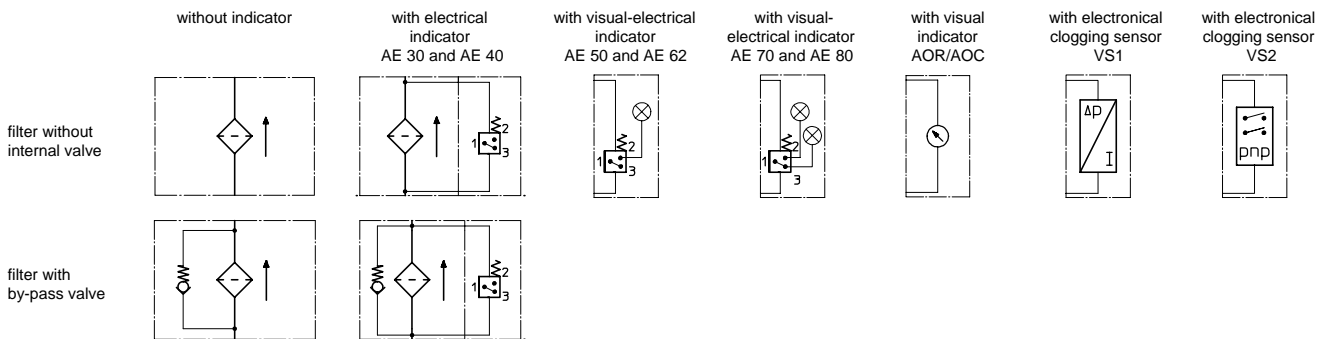 without indicator
with electrical
indicator
AE 30 and AE 40
with visual-electrical
indicator
AE 50 and AE 62
with visual-
electrical indicator
AE 70 and AE 80
with visual
indicator
AOR/AOC
with electronical
clogging sensor
VS1
with electronical
clogging sensor
VS2
filter without
internal valve
1
2
3
1
2
3
1
2
3
Δp
I
pnp
filter with
by-pass valve
1
2
3